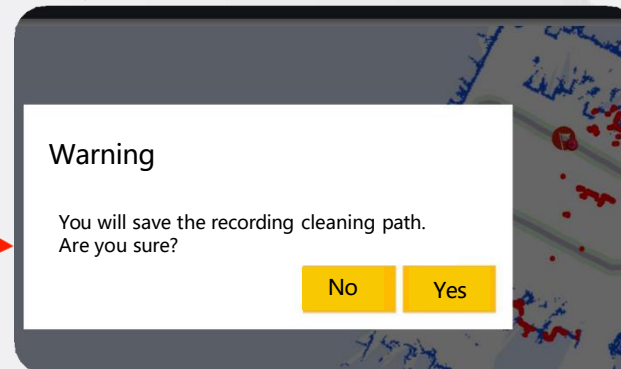 Warning
You will save the recording cleaning path.
Are you sure?
No
Yes